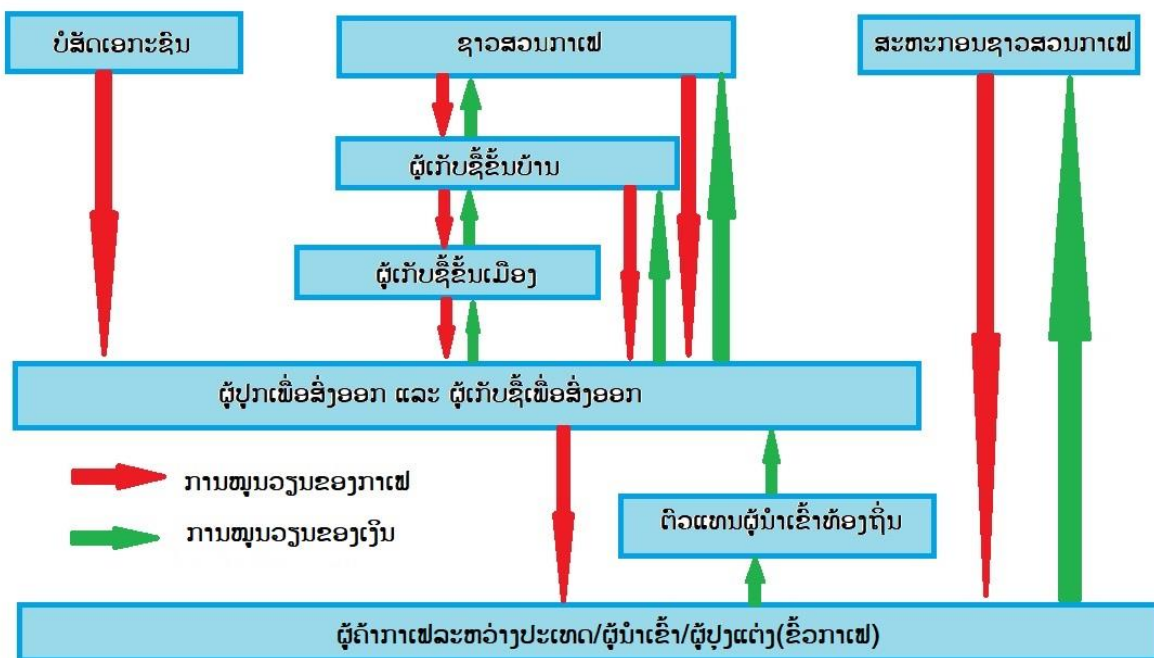 ບໍສັດເອກະຊົນ
ຊາວສວນກາເຟ
ສະຫະກອນຊາວສວນກາເຟ
ຜູ້ເກັບຊື້ຂັ້ນບ້ານ
ຜູ້ເກັບຊື້ຂັ້ນເມືອງ
ຜູ້ປູກເພື່ອສົ່ງອອກ ແລະ ຜູ້ເກັບຊື້ເພື່ອສົ່ງອອກ
ການໝູນວຽນຂອງກາເຟ
ການໝູນວຽນຂອງເງິນ
ຕົວແທນຜູ້ນຳເຂົ້າທ້ອງຖິ່ນ
ຜູ້ຄ້າກາເຟລະຫວ່າງປະເທດ/ຜູ້ນຳເຂົ້າ/ຜູ້ປຸງແຕ່ງ(ຂົ້ວກາເຟ)